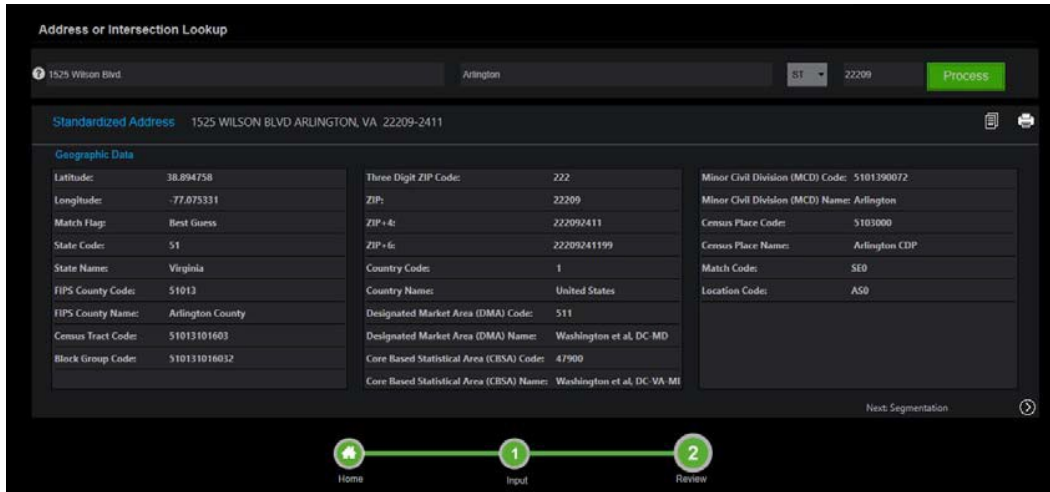 Address or Intersection Lookup
? 1525 Wilson Blvd. Arlington ST 22209 Process
Standardized Address 1525 WILSON BLVD ARLINGTON, VA 22209-2411
Geographic Data
Latitude: 38.894758
Longitude: -77.075331
Match Flag: Best Guess
State Code: 51
State Name: Virginia
FIPS County Code: 51013
FIPS County Name: Arlington County
Census Tract Code: 51013101603
Block Group Code: 510131016032
Three Digit ZIP Code: 222
ZIP: 22209
ZIP+4: 222092411
ZIP+6: 22209241199
Country Code: 1
Country Name: United States
Designated Market Area (DMA) Code: 511
Designated Market Area (DMA) Name: Washington et al, DC-MD
Core Based Statistical Area (CBSA) Code: 47900
Core Based Statistical Area (CBSA) Name: Washington et al, DC-VA-MI
Minor Civil Division (MCD) Code: 5101390072
Minor Civil Division (MCD) Name: Arlington
Census Place Code: 5103000
Census Place Name: Arlington CDP
Match Code: SE0
Location Code: AS0
Next: Segmentation
1
2
Home
Input
Review